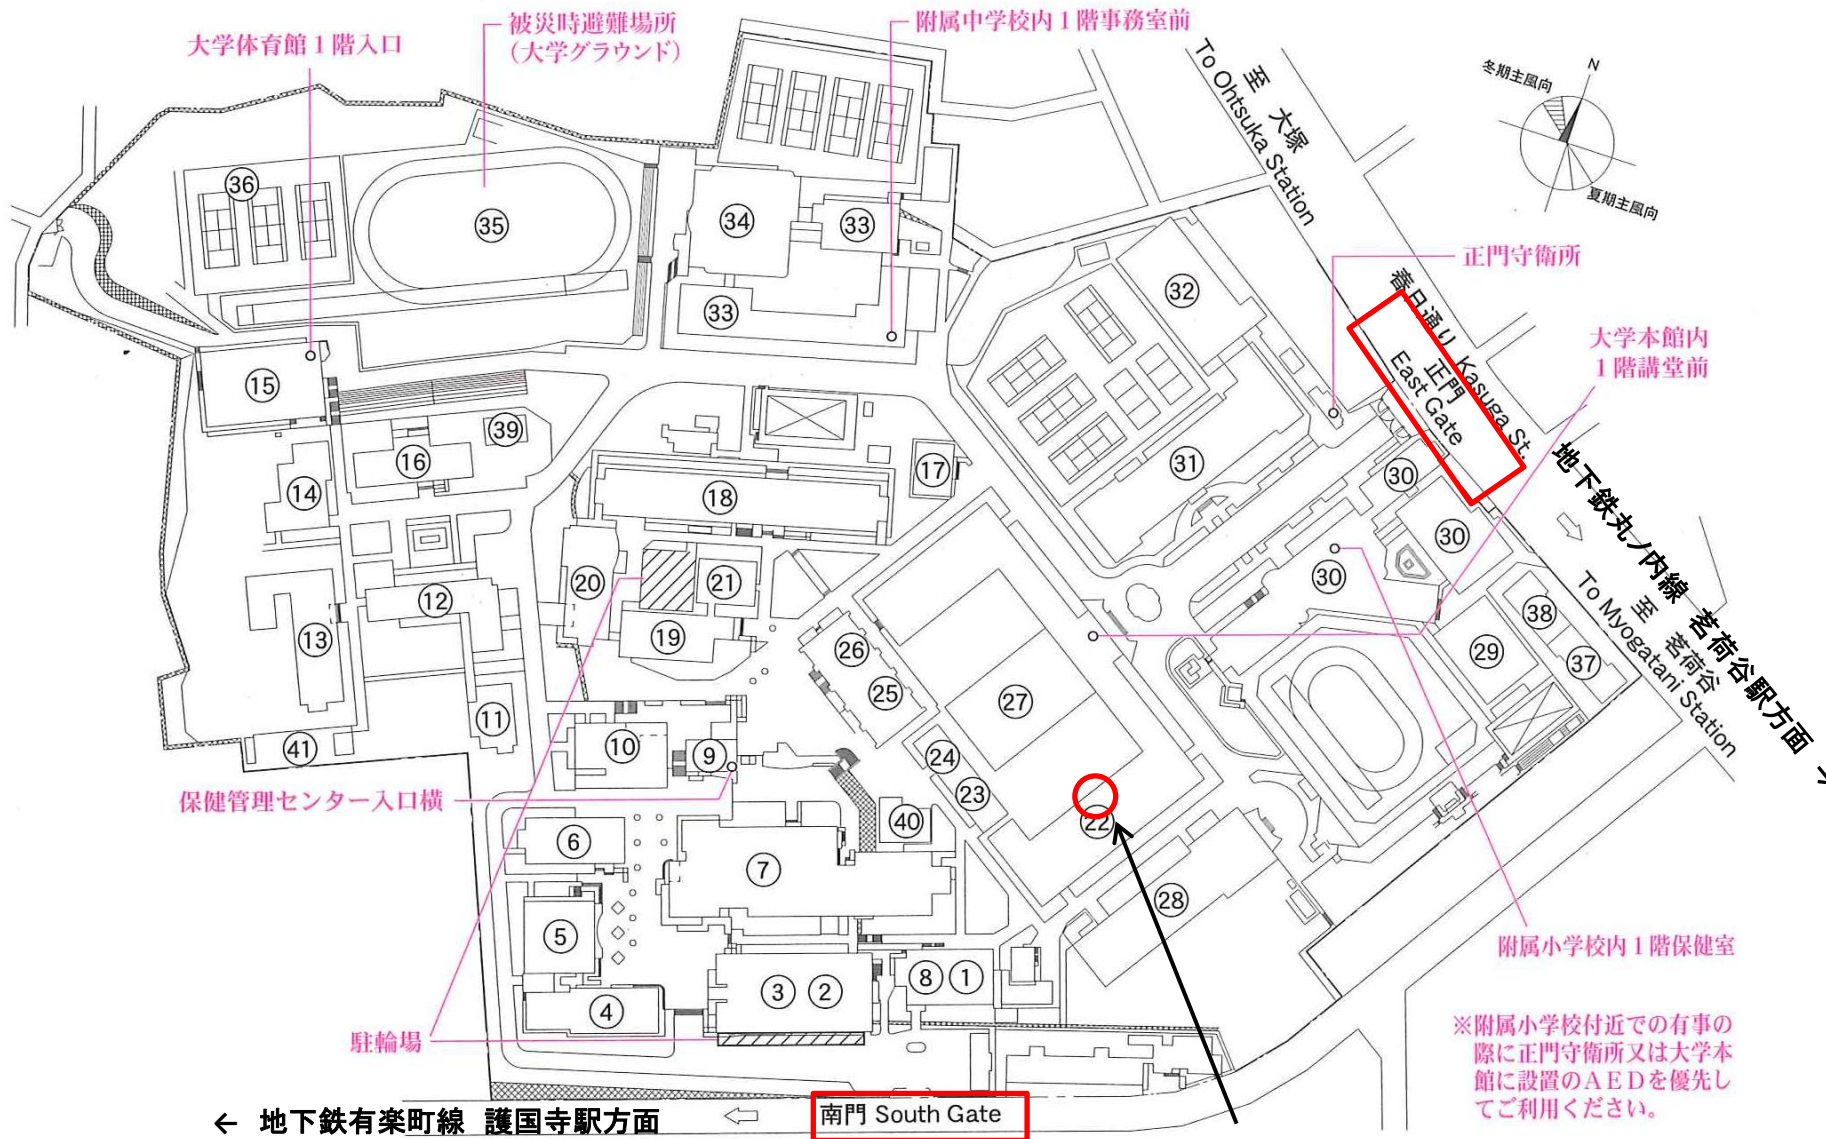 大学体育館１階入口
被災時避難場所
（大学グラウンド）
附属中学校内１階事務室前
至 大塚
To Ohtsuka Station
冬期主風向
N
夏期主風向
正門守衛所
春日通り Kasuga St.
正門
East Gate
大学本館内
１階講堂前
地下鉄丸ノ内線 茗荷谷駅方面 →
至 茗荷谷
To Myogatani Station
36
35
34
33
33
32
31
30
30
30
15
39
16
14
17
18
20
21
19
12
13
11
41
10
9
26
25
24
23
27
22
29
38
37
28
40
6
7
5
4
3
2
8
1
保健管理センター入口横
駐輪場
附属小学校内１階保健室
※附属小学校付近での有事の
際に正門守衛所又は大学本
館に設置のＡＥＤを優先し
てご利用ください。
← 地下鉄有楽町線 護国寺駅方面
南門 South Gate